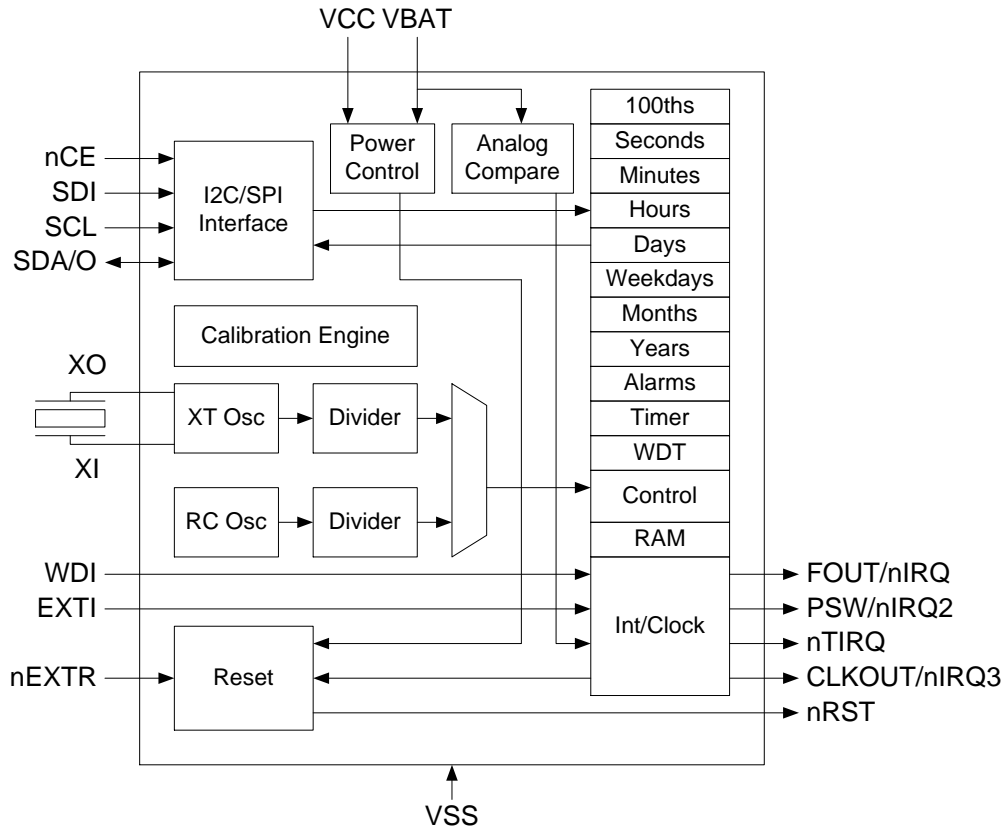 VCC VBAT
nCE
SDI
SCL
SDA/O
I2C/SPI
Interface
Power
Control
Analog
Compare
100ths
Seconds
Minutes
Hours
Days
Weekdays
Months
Years
Alarms
Timer
WDT
Control
RAM
Int/Clock
Calibration Engine
XO
XI
XT Osc
Divider
RC Osc
Divider
WDI
EXTI
nEXTR
Reset
FOUT/nIRQ
PSW/nIRQ2
nTIRQ
CLKOUT/nIRQ3
nRST
VSS